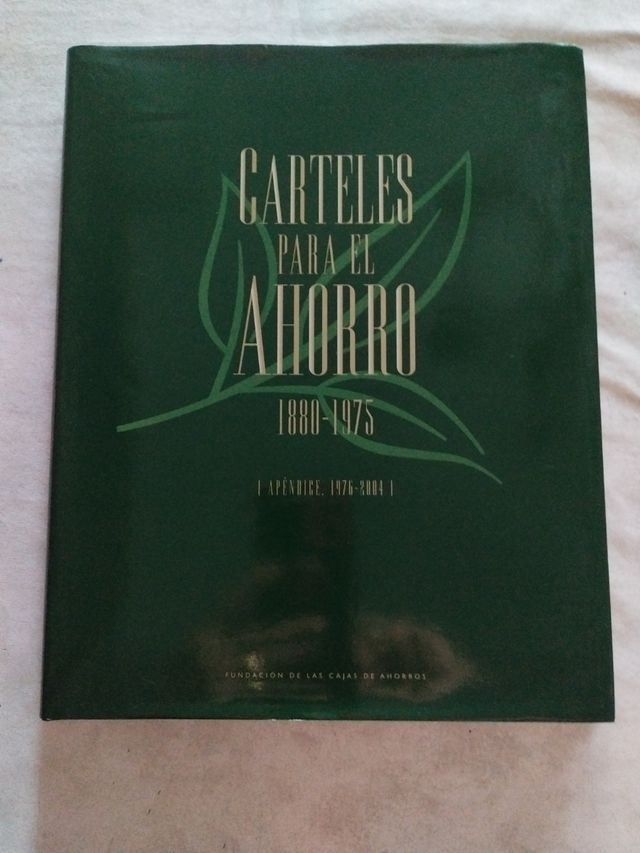 CARTELES
PARA EL
AHORRO
1880-1975
[ APÉNDICE, 1976-2004 ]
FUNDACIÓN DE LAS CAJAS DE AHORROS